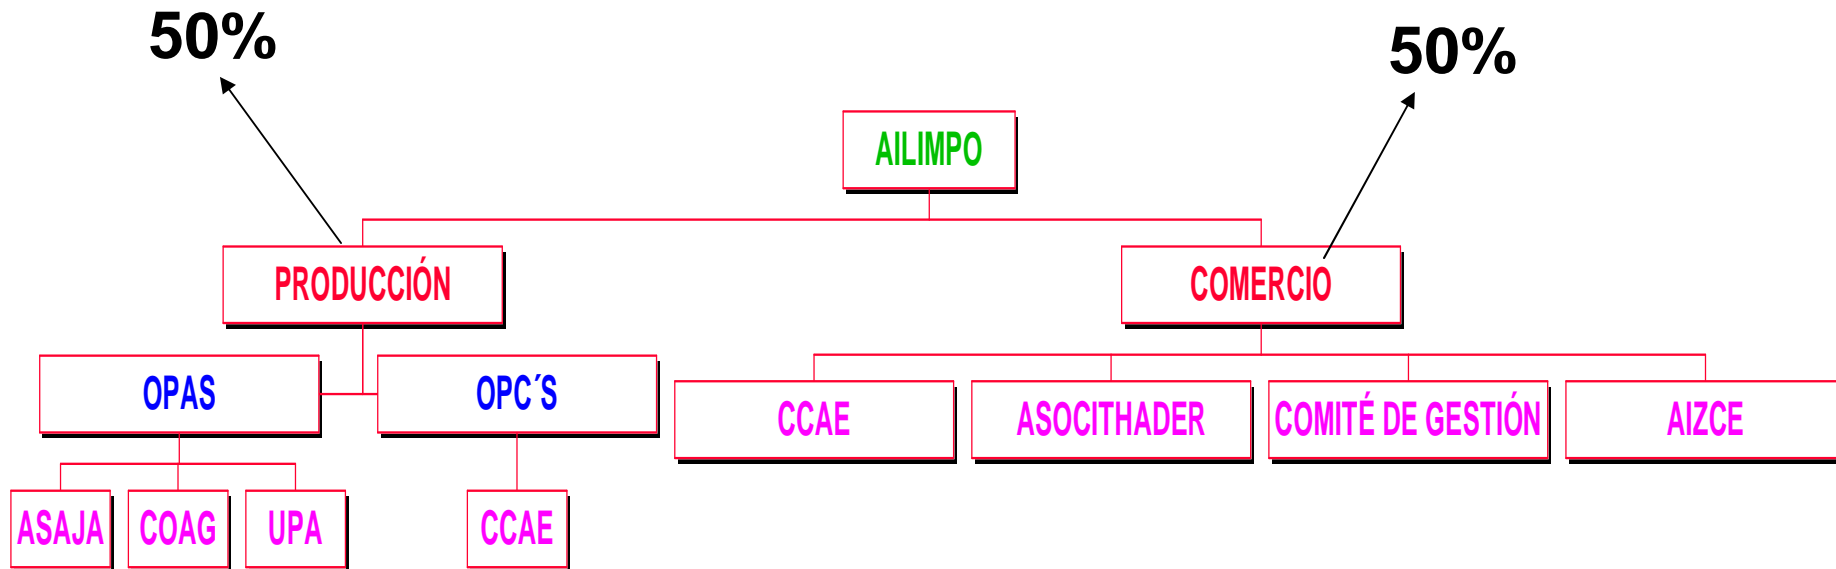 50%
50%
AILIMPO
PRODUCCIÓN
COMERCIO
OPAS
OPC´S
CCAE
ASOCITHADER
COMITÉ DE GESTIÓN
AIZCE
ASAJA
COAG
UPA
CCAE